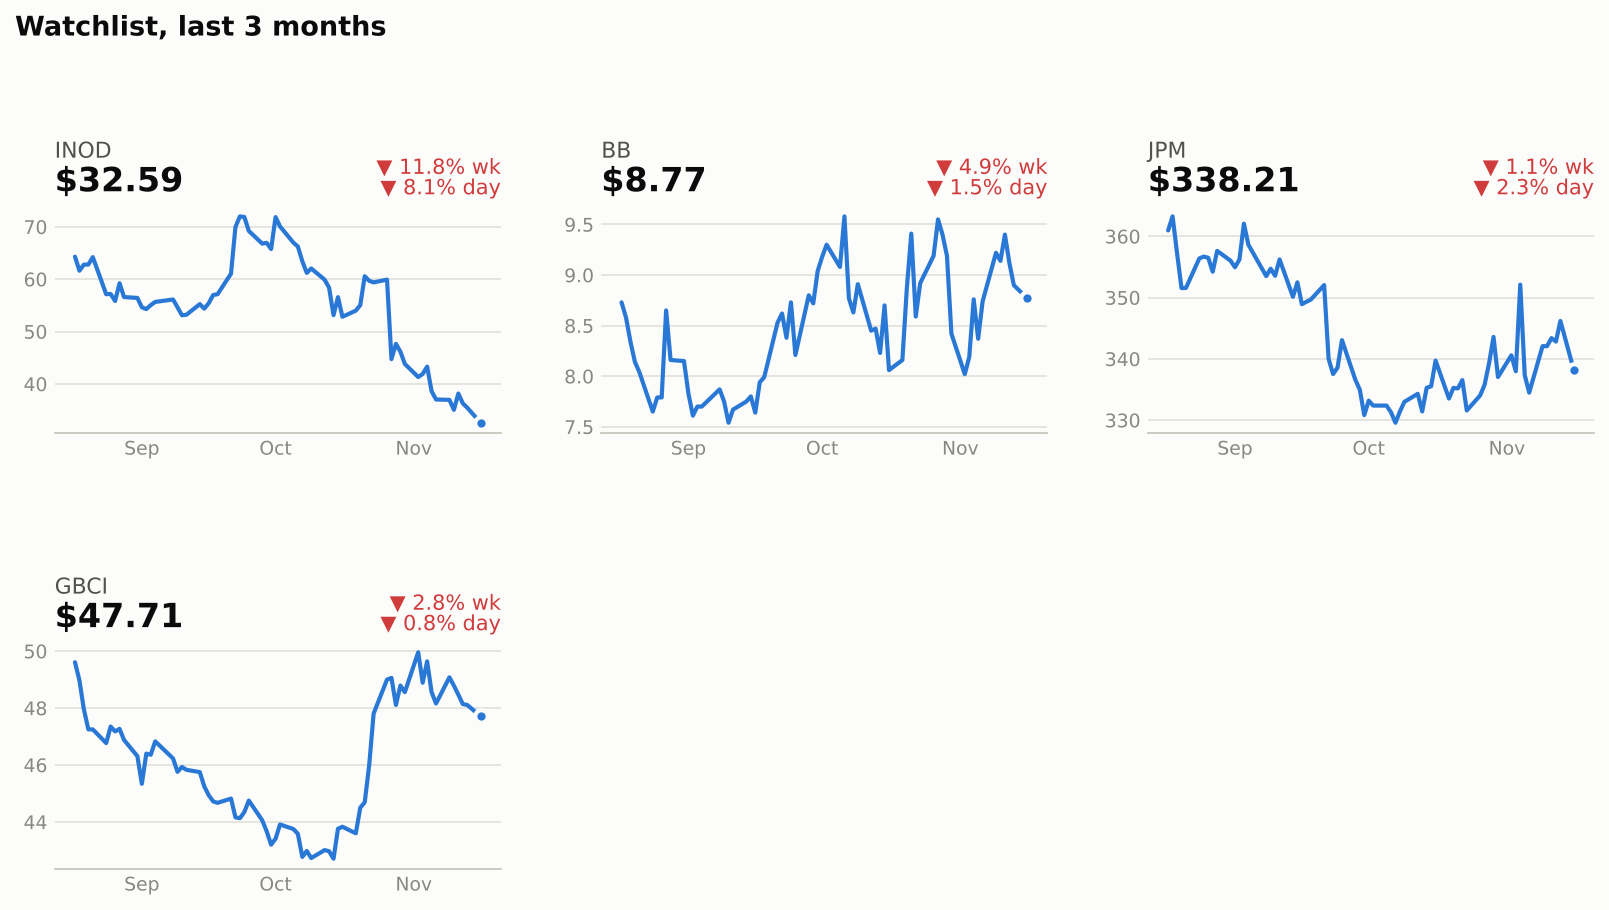 Watchlist, last 3 months
INOD
$32.59
▼ 11.8% wk
▼ 8.1% day
70
60
50
40
Sep Oct Nov
BB
$8.77
▼ 4.9% wk
▼ 1.5% day
9.5
9.0
8.5
8.0
7.5
Sep Oct Nov
JPM
$338.21
▼ 1.1% wk
▼ 2.3% day
360
350
340
330
Sep Oct Nov
GBCI
$47.71
▼ 2.8% wk
▼ 0.8% day
50
48
46
44
Sep Oct Nov